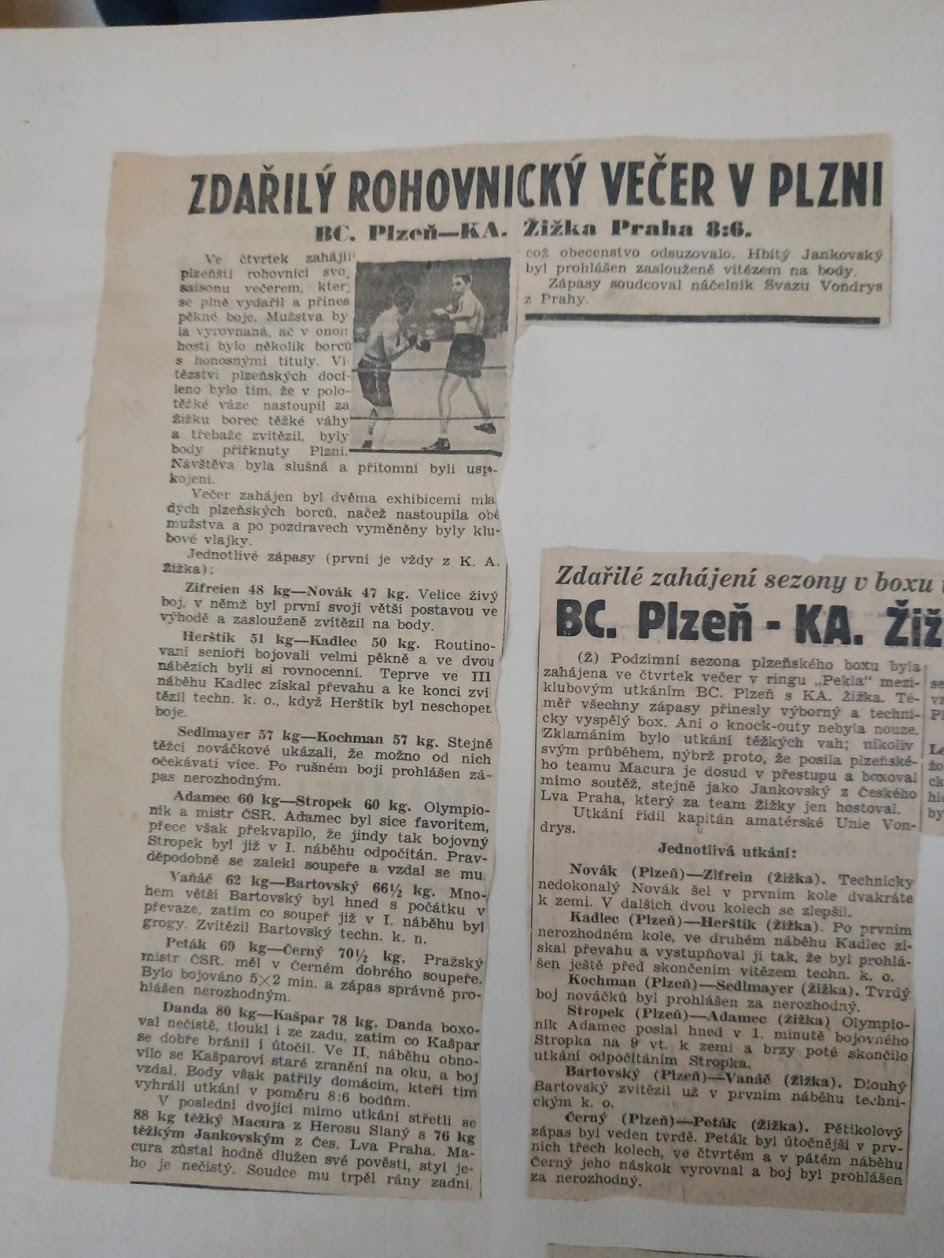 ZDAŘILÝ ROHOVNICKÝ VEČER V PLZNI
BC. Plzeň—KA. Žižka Praha 8:6.
Ve čtvrtek zahájil
plzeňští rohovníci svo
saisonu večerem, kter
se plně vydařil a přines
pěkné boje. Mužstva by
la vyrovnaná, ač v onom
hosti bylo několik borců
s honosnými tituly. Ví
tězství plzeňských docí-
leno bylo tím, že v polo-
těžké váze nastoupil za
Žižku borec těžké váhy
a třebaže zvítězil, byly
body přiřknuty Plzni.
Návštěva byla slušná a přítomní byli uspo-
kojeni.
Večer zahájen byl dvěma exhibicemi mla
dých plzeňských borců, načež nastoupila obě
mužstva a po pozdravech vyměněny byly klu-
bové vlajky.
Jednotlivé zápasy (první je vždy z K. A.
Žižka):
Zifreien 48 kg—Novák 47 kg. Velice živý
boj, v němž byl první svojí větší postavou ve
výhodě a zaslouženě zvítězil na body.
Herštík 51 kg—Kadlec 50 kg. Routino-
vaní senioři bojovali velmi pěkně a ve dvou
nábězích byli si rovnocenni. Teprve ve III
náběhu Kadlec získal převahu a ke konci zví
tězil techn. k. o., když Herštík byl neschopen
boje.
Sedlmayer 57 kg—Kochman 57 kg. Stejně
těžcí nováčkové ukázali, že možno od nich
očekávati více. Po rušném boji prohlášen zá-
pas nerozhodným.
Adamec 60 kg—Stropek 60 kg. Olympio-
nik a mistr ČSR. Adamec byl sice favoritem,
přece však překvapilo, že jindy tak bojovný
Stropek byl již v I. náběhu odpočítán. Prav-
děpodobně se zalekl soupeře a vzdal se mu.
Vaňáč 62 kg—Bartovský 66½ kg. Mno-
hem větší Bartovský byl hned s počátku v
převaze, zatím co soupeř již v I. náběhu byl
grogy. Zvítězil Bartovský techn. k. n.
Peták 69 kg—Černý 70½ kg. Pražský
mistr ČSR. měl v Černém dobrého soupeře.
Bylo bojováno 5×2 min. a zápas správně pro-
hlášen nerozhodným.
Danda 80 kg—Kašpar 78 kg. Danda boxo-
val nečistě, tloukl i ze zadu, zatím co Kašpar
se dobře bránil i útočil. Ve II, náběhu obno-
vilo se Kašparovi staré zranění na oku, a boj
vzdal. Body však patřily domácím, kteří tím
vyhráli utkání v poměru 8:6 bodům.
V poslední dvojici mimo utkání střetli se
88 kg těžký Macura z Herosu Slaný s 76 kg
těžkým Jankovským z Čes. Lva Praha. Ma-
cura zůstal hodně dlužen své pověsti, styl je-
ho je nečistý. Soudce mu trpěl rány zadní,
což obecenstvo odsuzovalo. Hbitý Jankovský
byl prohlášen zaslouženě vítězem na body.
Zápasy soudcoval náčelník Svazu Vondrys
z Prahy.
Zdařilé zahájení sezony v boxu
BC. Plzeň - KA. Žiž
(Ž) Podzimní sezona plzeňského boxu byla
zahájena ve čtvrtek večer v ringu „Pekla“ mezi-
klubovým utkáním BC. Plzeň s KA. Žižka. Té-
měř všechny zápasy přinesly výborný a techni-
cky vyspělý box. Ani o knock-outy nebyla nouze.
Zklamáním bylo utkání těžkých vah; nikoliv
svým průběhem, nýbrž proto, že posila plzeňské-
ho teamu Macura je dosud v přestupu a boxoval
mimo soutěž, stejně jako Jankovský z Českého
Lva Praha, který za team Žižky jen hostoval.
Utkání řídil kapitán amatérské Unie Von-
drys.
Jednotlivá utkání:
Novák (Plzeň)—Zifrein (Žižka). Technicky
nedokonalý Novák šel v prvním kole dvakráte
k zemi. V dalších dvou kolech se zlepšil.
Kadlec (Plzeň)—Herštík (Žižka). Po prvním
nerozhodném kole, ve druhém náběhu Kadlec zí-
skal převahu a vystupňoval ji tak, že byl prohlá-
šen ještě před skončením vítězem techn. k. o.
Kochman (Plzeň)—Sedlmayer (Žižka). Tvrdý
boj nováčků byl prohlášen za nerozhodný.
Stropek (Plzeň)—Adamec (Žižka) Olympio-
nik Adamec poslal hned v 1. minutě bojovného
Stropka na 9 vt. k zemi a brzy poté skončilo
utkání odpočítáním Stropka.
Bartovský (Plzeň)—Vanáč (Žižka). Dlouhý
Bartovský zvítězil už v prvním náběhu techni-
ckým k. o.
Černý (Plzeň)—Peták (Žižka). Pětikolový
zápas byl veden tvrdě. Peták byl útočnější v prv-
ních třech kolech, ve čtvrtém a v pátém náběhu
Černý jeho náskok vyrovnal a boj byl prohlášen
za nerozhodný.